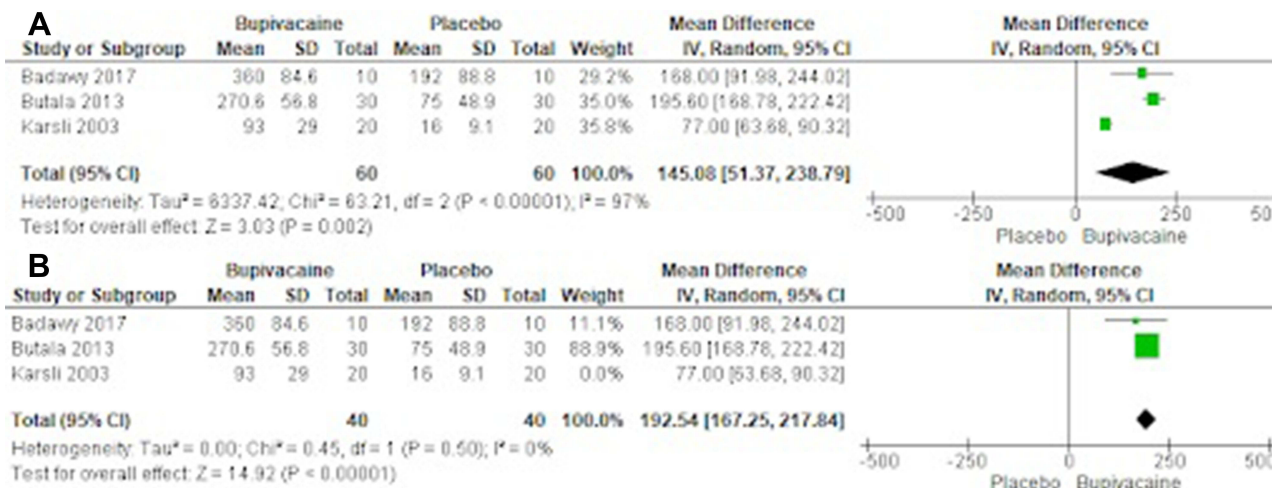 A
Bupivacaine Placebo Mean Difference Mean Difference
Study or Subgroup Mean SD Total Mean SD Total Weight IV, Random, 95% CI IV, Random, 95% CI
Badawy 2017 360 84.6 10 192 88.8 10 29.2% 168.00 [91.98, 244.02]
Butala 2013 270.6 56.8 30 75 48.9 30 35.0% 195.60 [168.78, 222.42]
Karsli 2003 93 29 20 16 9.1 20 35.8% 77.00 [63.68, 90.32]
Total (95% CI) 60 60 100.0% 145.08 [51.37, 238.79]
Heterogeneity: Tau² = 6337.42; Chi² = 63.21, df = 2 (P < 0.00001); I² = 97%
Test for overall effect: Z = 3.03 (P = 0.002)
-500 -250 0 250 50
Placebo Bupivacaine
B
Bupivacaine Placebo Mean Difference Mean Difference
Study or Subgroup Mean SD Total Mean SD Total Weight IV, Random, 95% CI IV, Random, 95% CI
Badawy 2017 360 84.6 10 192 88.8 10 11.1% 168.00 [91.98, 244.02]
Butala 2013 270.6 56.8 30 75 48.9 30 88.9% 195.60 [168.78, 222.42]
Karsli 2003 93 29 20 16 9.1 20 0.0% 77.00 [63.68, 90.32]
Total (95% CI) 40 40 100.0% 192.54 [167.25, 217.84]
Heterogeneity: Tau² = 0.00; Chi² = 0.45, df = 1 (P = 0.50); I² = 0%
Test for overall effect: Z = 14.92 (P < 0.00001)
-500 -250 0 250 500
Placebo Bupivacaine